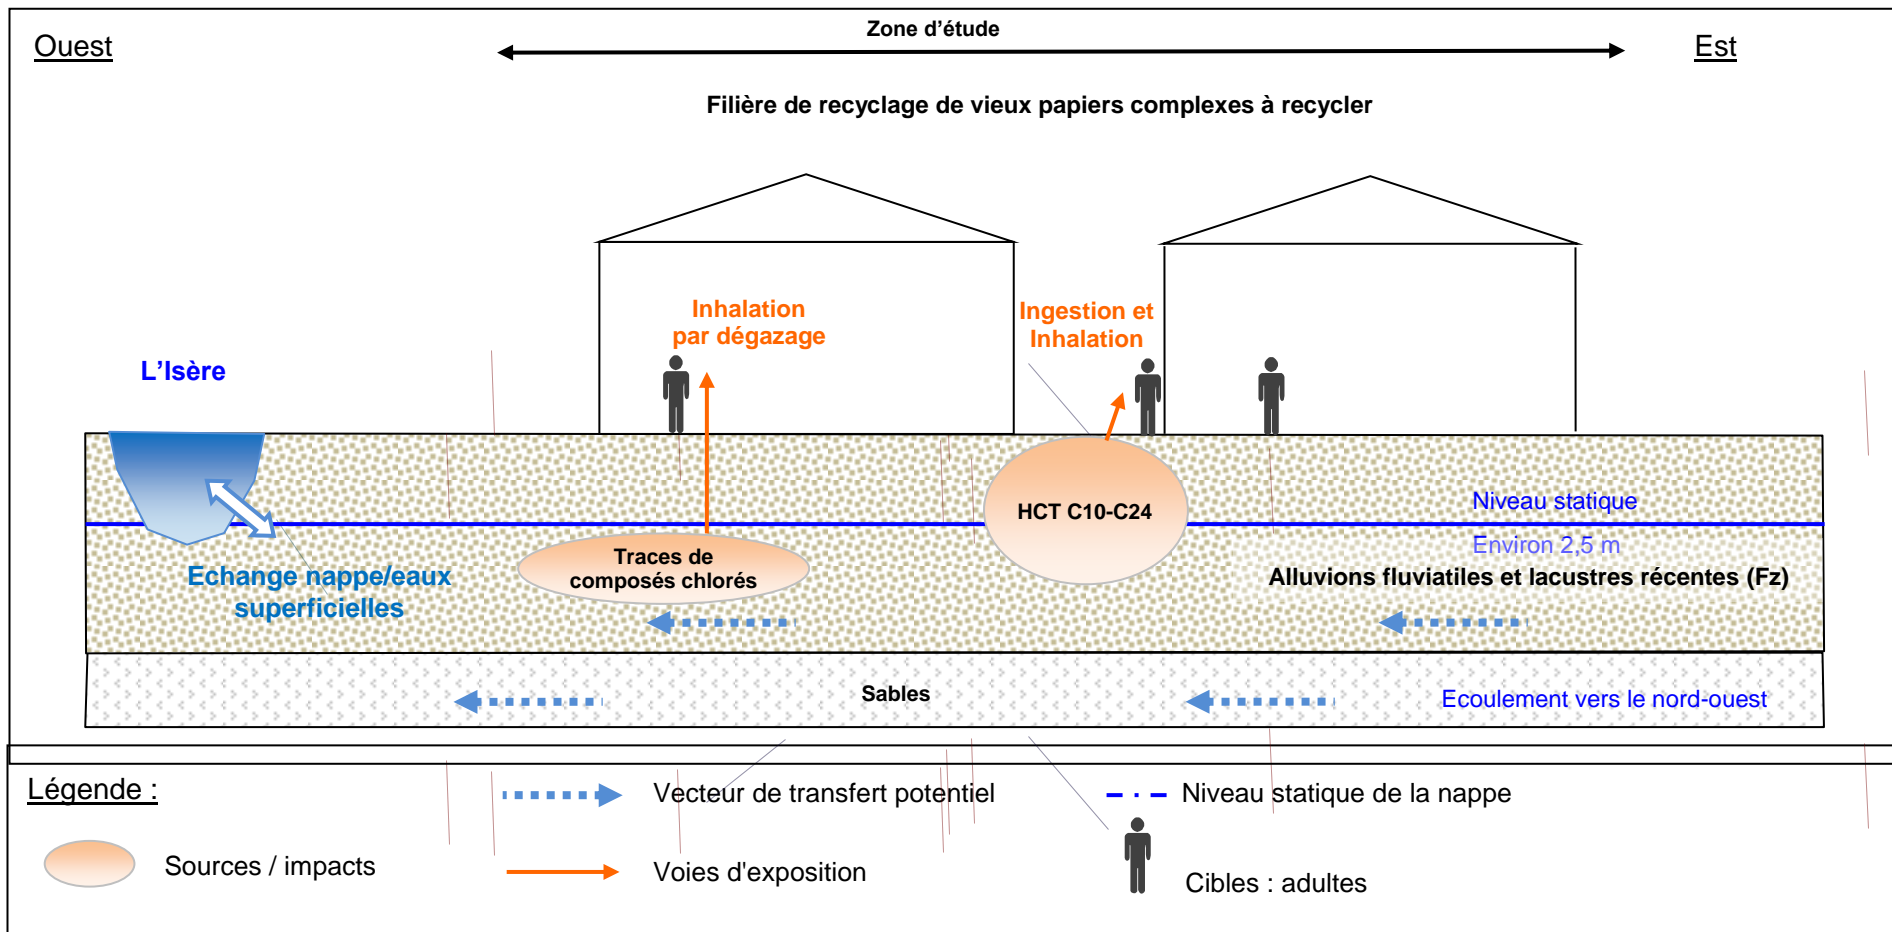 Zone d'étude
Ouest
Est
Filière de recyclage de vieux papiers complexes à recycler
Inhalation
par dégazage
Ingestion et
Inhalation
L'Isère
Niveau statique
HCT C10-C24
Environ 2,5 m
Traces de
composés chlorés
Echange nappe/eaux
superficielles
Alluvions fluviatiles et lacustres récentes (Fz)
Sables
Ecoulement vers le nord-ouest
Légende :
Vecteur de transfert potentiel
Niveau statique de la nappe
Sources / impacts
Voies d'exposition
Cibles : adultes